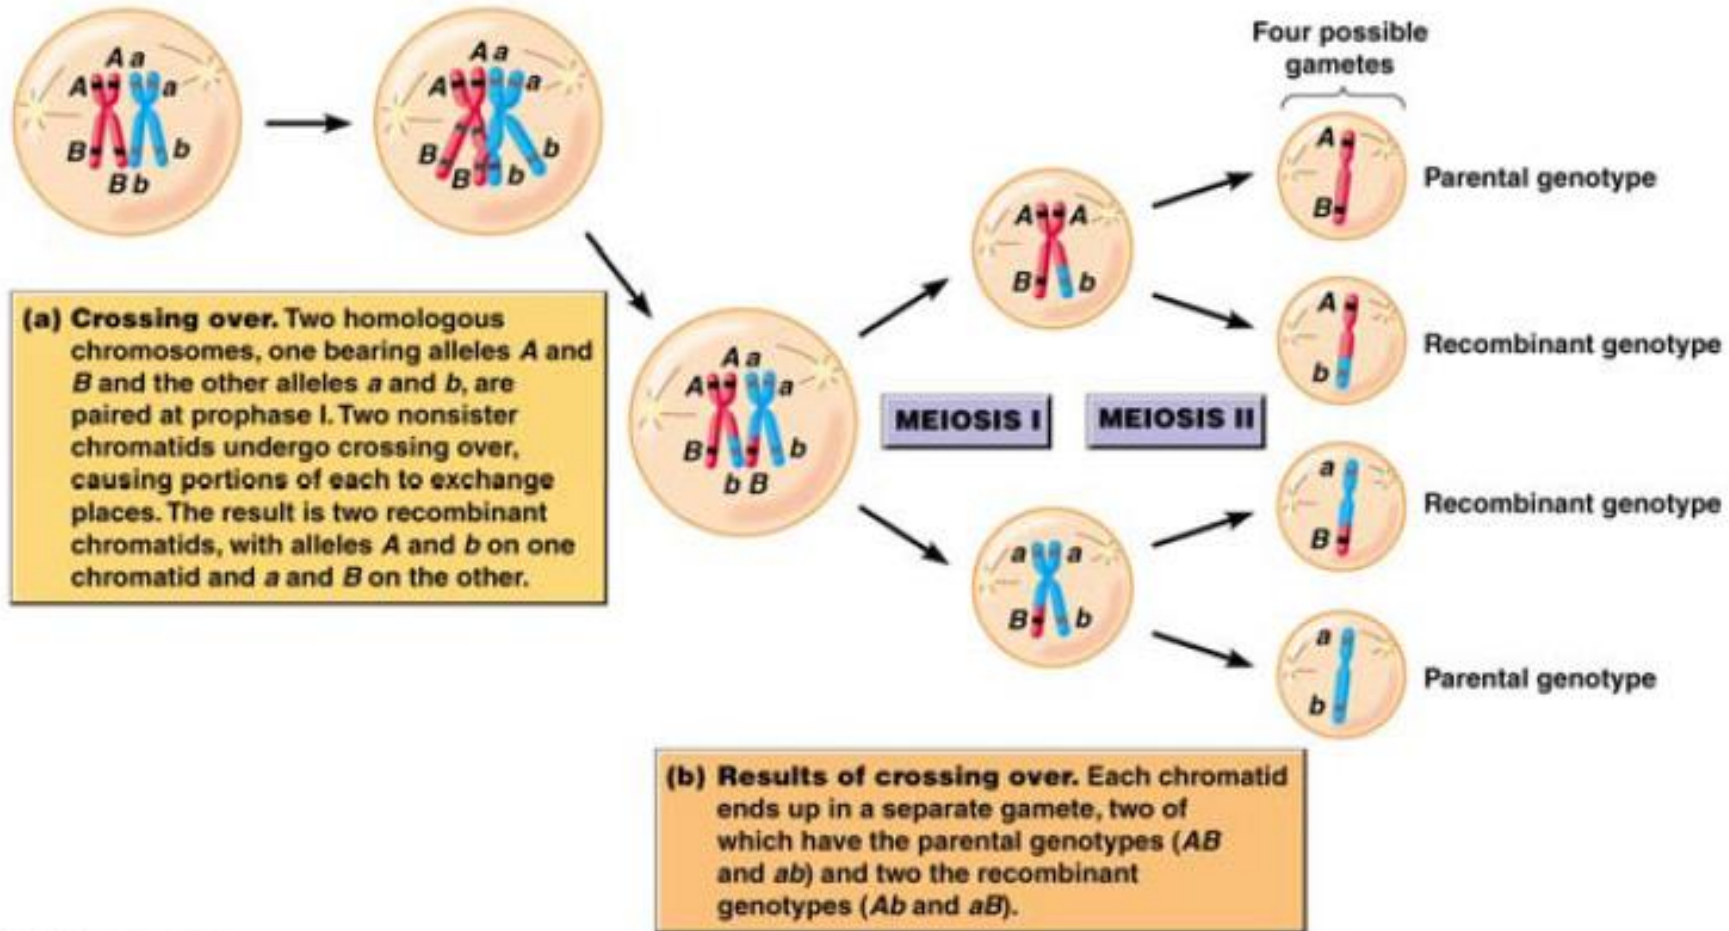 A a
A a
B b
B b
A a
A a
B b
B b
(a) Crossing over. Two homologous
chromosomes, one bearing alleles A and
B and the other alleles a and b, are
paired at prophase I. Two nonsister
chromatids undergo crossing over,
causing portions of each to exchange
places. The result is two recombinant
chromatids, with alleles A and b on one
chromatid and a and B on the other.
A a
A a
B b
b B
MEIOSIS I
MEIOSIS II
A A
B b
a a
B b
Four possible
gametes
A
B
Parental genotype
A
b
Recombinant genotype
a
B
Recombinant genotype
a
b
Parental genotype
(b) Results of crossing over. Each chromatid
ends up in a separate gamete, two of
which have the parental genotypes (AB
and ab) and two the recombinant
genotypes (Ab and aB).